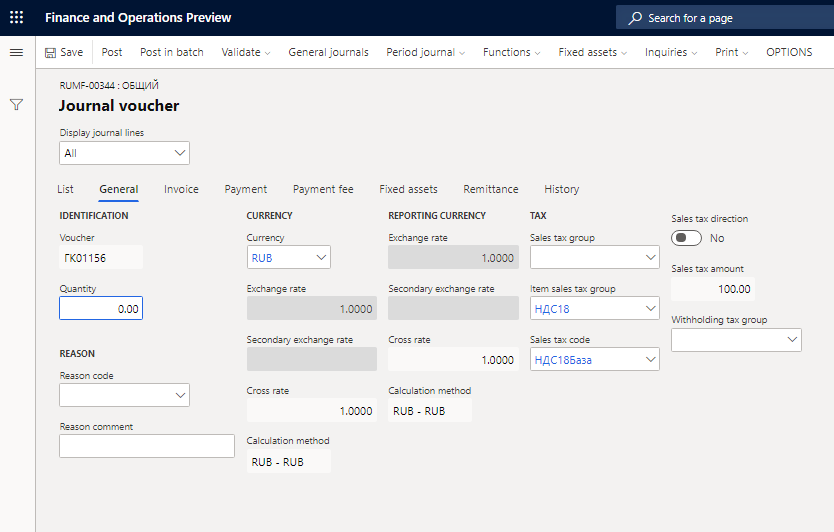 Finance and Operations Preview
Search for a page
Save Post Post in batch Validate General journals Period journal Functions Fixed assets Inquiries Print OPTIONS
RUMF-00344 : ОБЩИЙ
Journal voucher
Display journal lines
All
List General Invoice Payment Payment fee Fixed assets Remittance History
IDENTIFICATION
Voucher
ГК01156
Quantity
0.00
REASON
Reason code
Reason comment
CURRENCY
Currency
RUB
Exchange rate
1.0000
Secondary exchange rate
Cross rate
1.0000
Calculation method
RUB - RUB
REPORTING CURRENCY
Exchange rate
1.0000
Secondary exchange rate
Cross rate
1.0000
Calculation method
RUB - RUB
TAX
Sales tax group
Item sales tax group
НДС18
Sales tax code
НДС18База
Sales tax direction
No
Sales tax amount
100.00
Withholding tax group